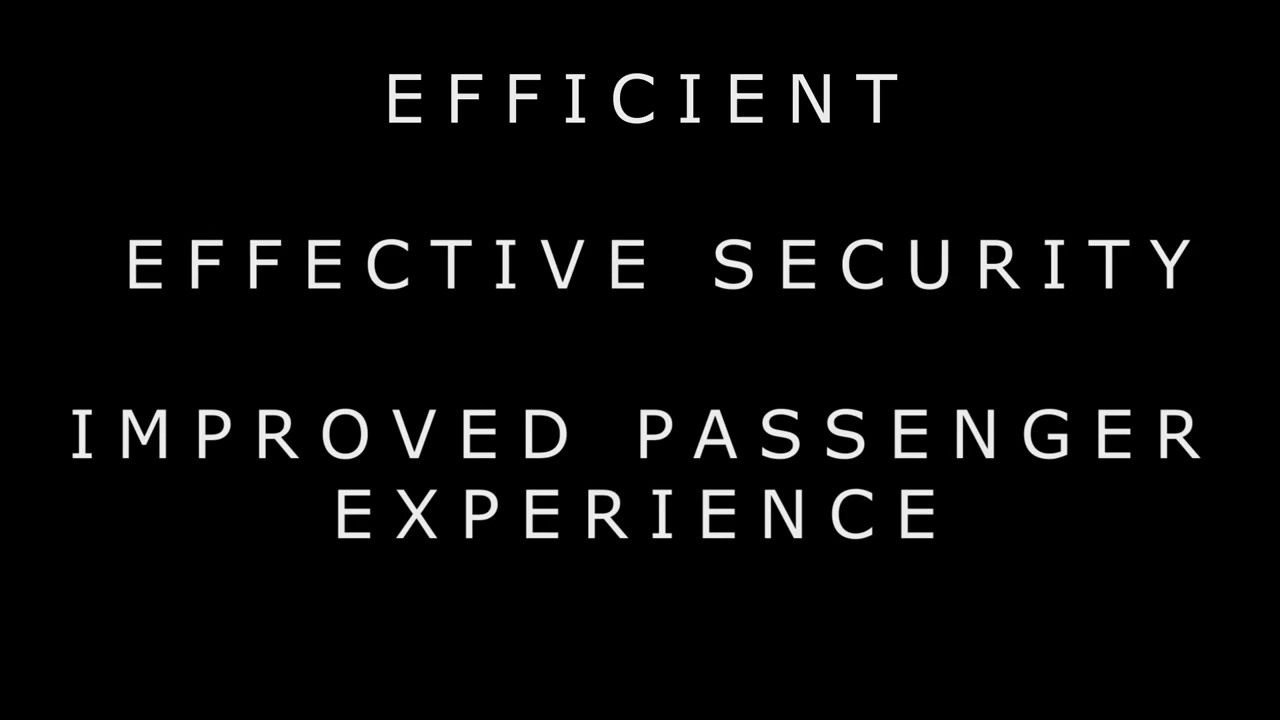 EFFICIENT
EFFECTIVE SECURITY
IMPROVED PASSENGER
EXPERIENCE